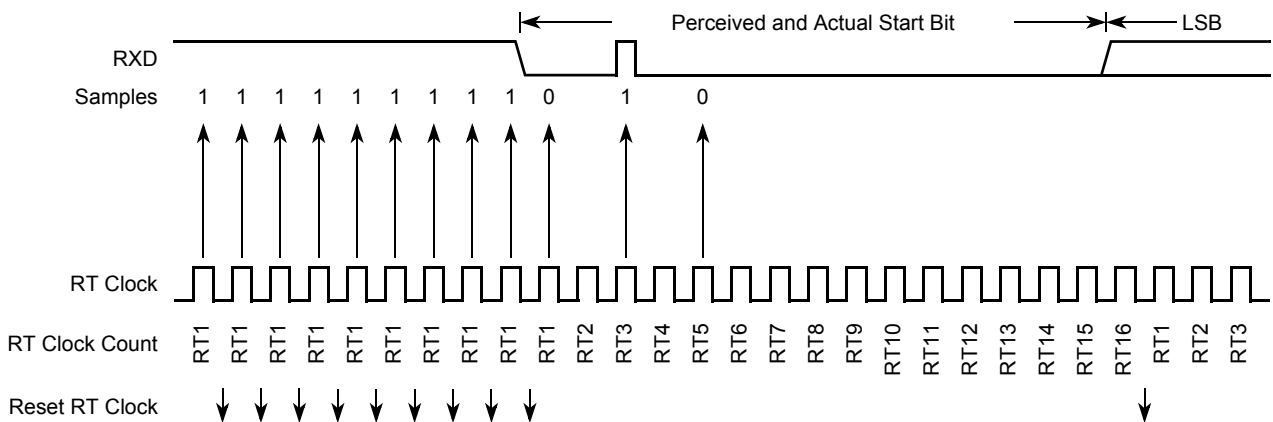 Perceived and Actual Start Bit LSB
RXD
Samples 1 1 1 1 1 1 1 1 1 0 1 0
RT Clock
RT Clock Count RT1 RT1 RT1 RT1 RT1 RT1 RT1 RT1 RT1 RT1 RT2 RT3 RT4 RT5 RT6 RT7 RT8 RT9 RT10 RT11 RT12 RT13 RT14 RT15 RT16 RT1 RT2 RT3
Reset RT Clock